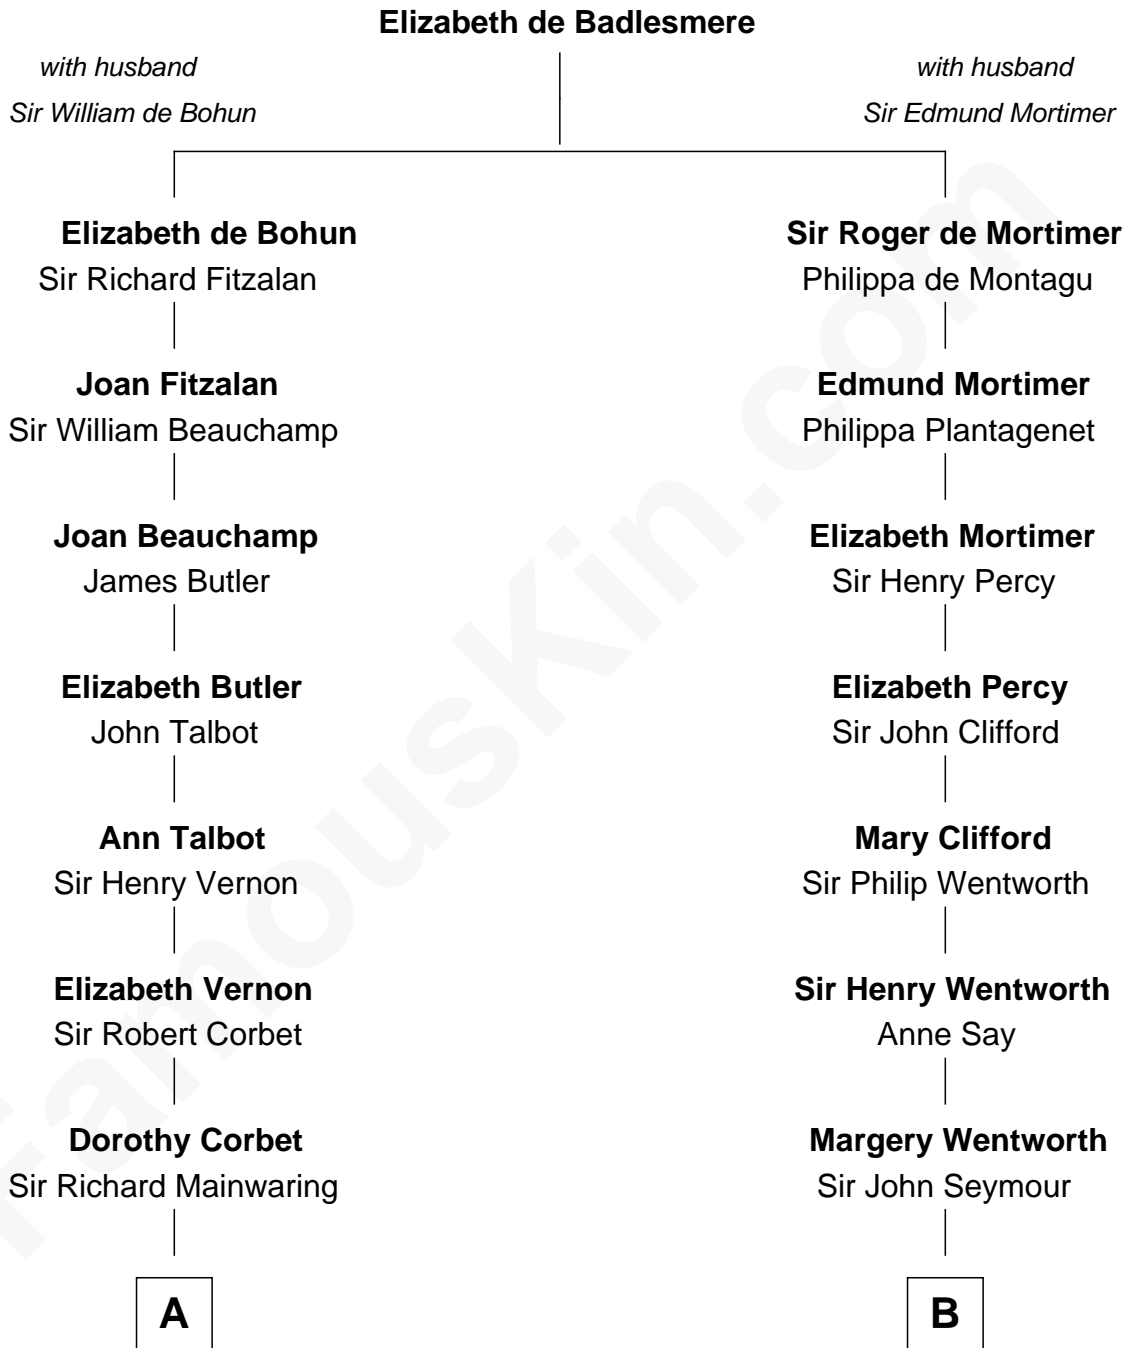 Elizabeth de Badlesmere
with husband
Sir William de Bohun
with husband
Sir Edmund Mortimer
Elizabeth de Bohun
Sir Richard Fitzalan
Sir Roger de Mortimer
Philippa de Montagu
Joan Fitzalan
Sir William Beauchamp
Edmund Mortimer
Philippa Plantagenet
Joan Beauchamp
James Butler
Elizabeth Mortimer
Sir Henry Percy
Elizabeth Butler
John Talbot
Elizabeth Percy
Sir John Clifford
Ann Talbot
Sir Henry Vernon
Mary Clifford
Sir Philip Wentworth
Elizabeth Vernon
Sir Robert Corbet
Sir Henry Wentworth
Anne Say
Dorothy Corbet
Sir Richard Mainwaring
Margery Wentworth
Sir John Seymour
A
B
FamousKin.com